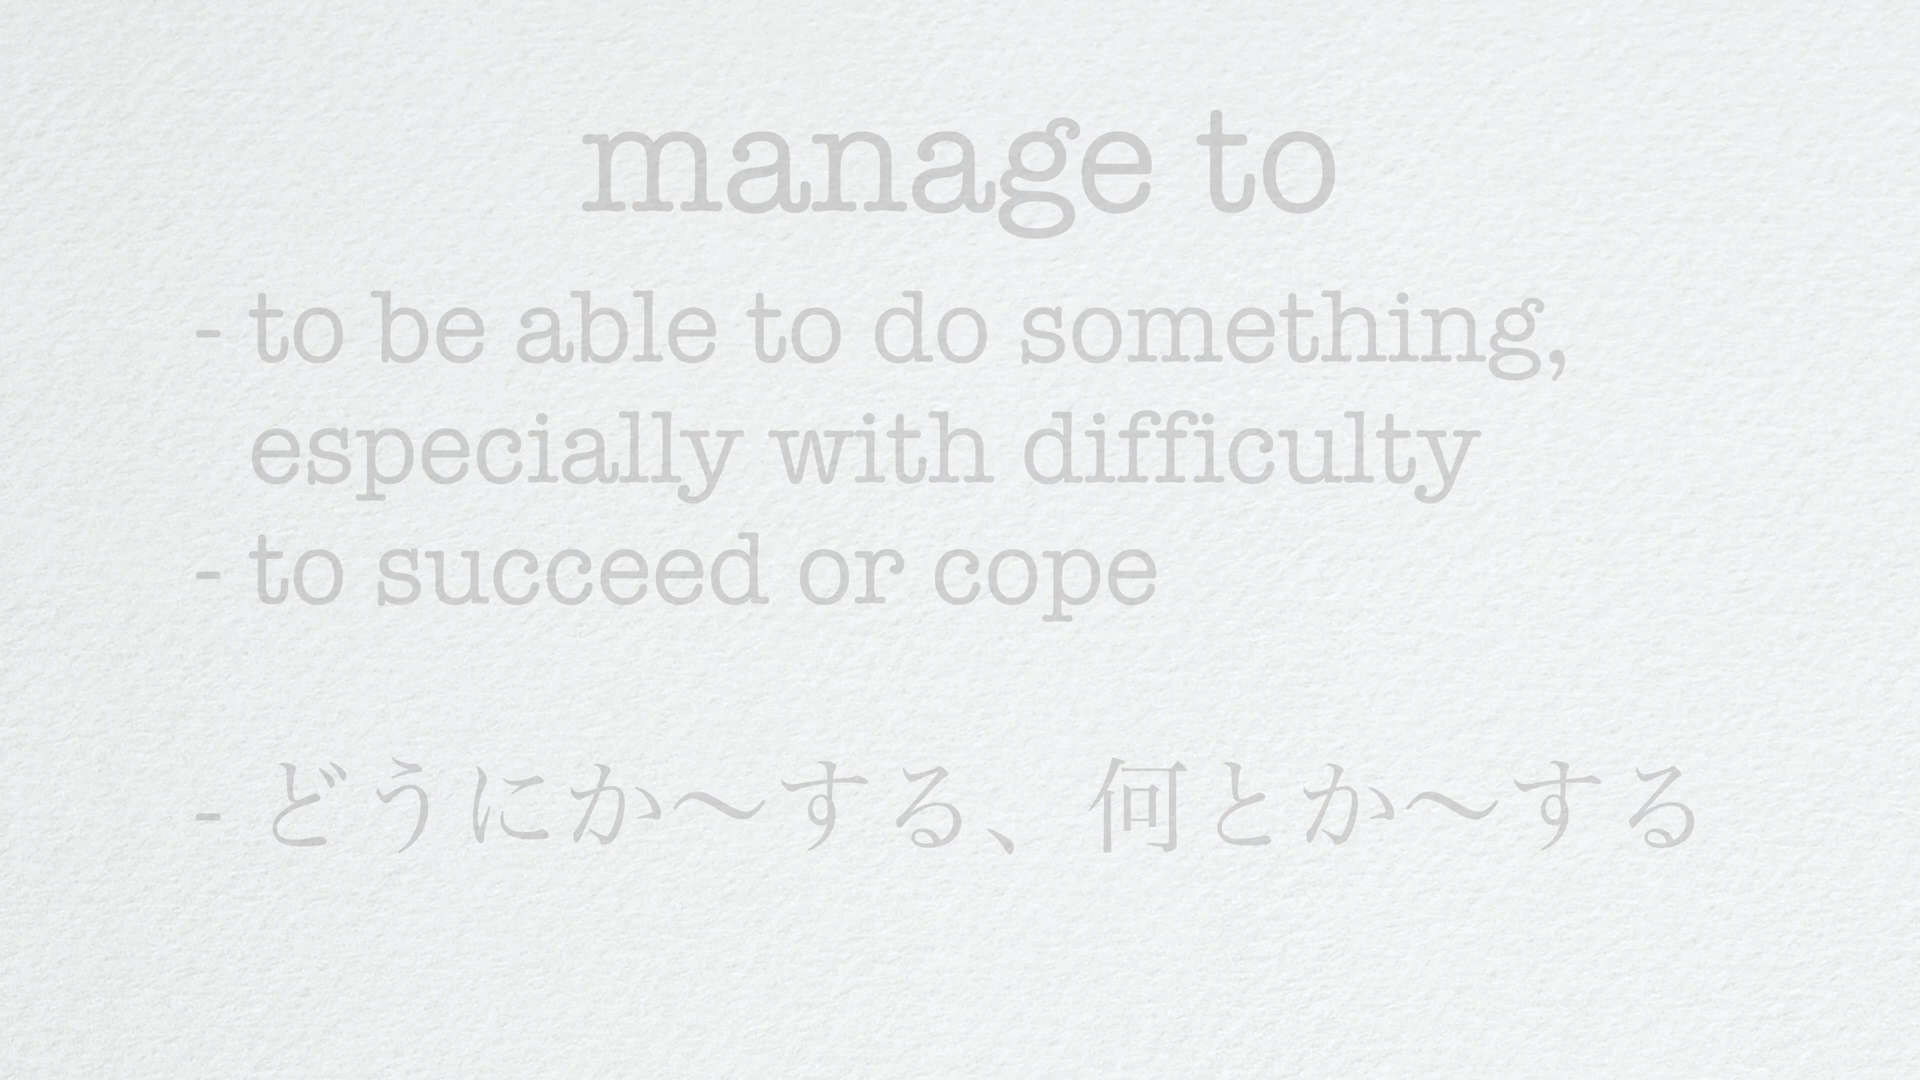 manage to
- to be able to do something,
especially with difficulty
- to succeed or cope
- どうにか〜する、何とか〜する